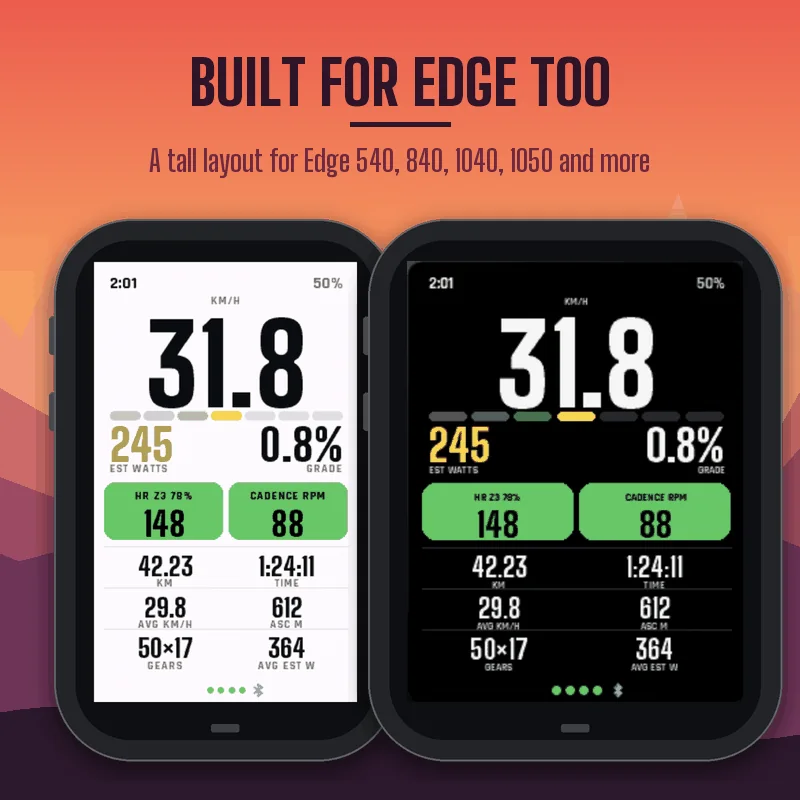 BUILT FOR EDGE TOO
A tall layout for Edge 540, 840, 1040, 1050 and more
2:01 50%
KM/H
31.8
245 0.8%
EST WATTS GRADE
HR Z3 78% CADENCE RPM
148 88
42.23 1:24:11
KM TIME
29.8 612
AVG KM/H ASC M
50×17 364
GEARS AVG EST W
2:01 50%
KM/H
31.8
245 0.8%
EST WATTS GRADE
HR Z3 78% CADENCE RPM
148 88
42.23 1:24:11
KM TIME
29.8 612
AVG KM/H ASC M
50×17 364
GEARS AVG EST W